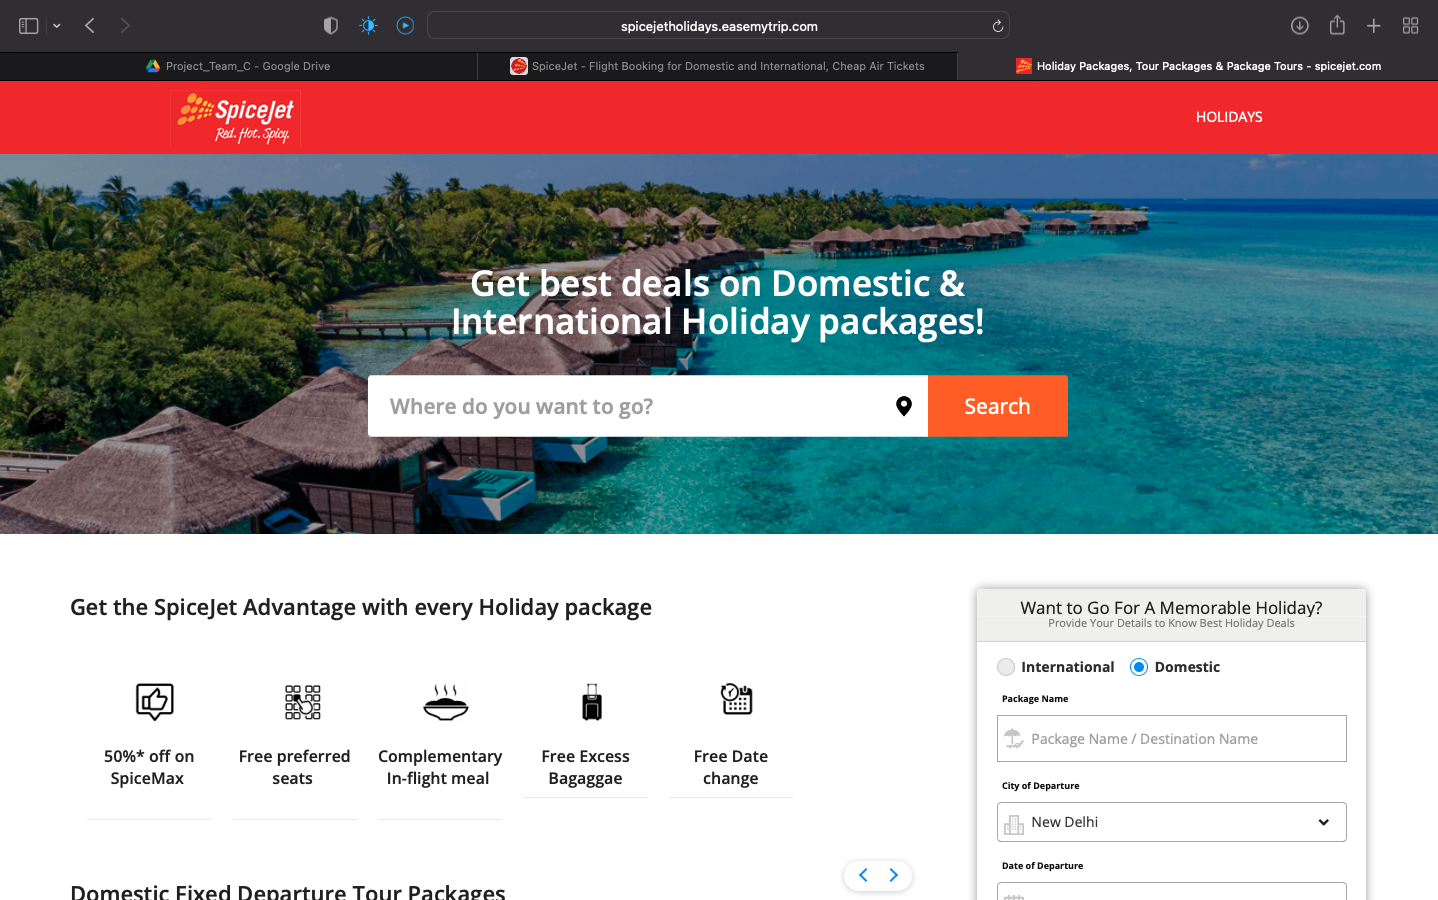 spicejetholidays.easemytrip.com
Project_Team_C - Google Drive
SpiceJet - Flight Booking for Domestic and International, Cheap Air Tickets
Holiday Packages, Tour Packages & Package Tours - spicejet.com
SpiceJet
Red. Hot. Spicy.
HOLIDAYS
Get best deals on Domestic &
International Holiday packages!
Where do you want to go?
Search
Get the SpiceJet Advantage with every Holiday package
50%* off on
SpiceMax
Free preferred
seats
Complementary
In-flight meal
Free Excess
Bagaggae
Free Date
change
Domestic Fixed Departure Tour Packages
Want to Go For A Memorable Holiday?
Provide Your Details to Know Best Holiday Deals
International
Domestic
Package Name
Package Name / Destination Name
City of Departure
New Delhi
Date of Departure